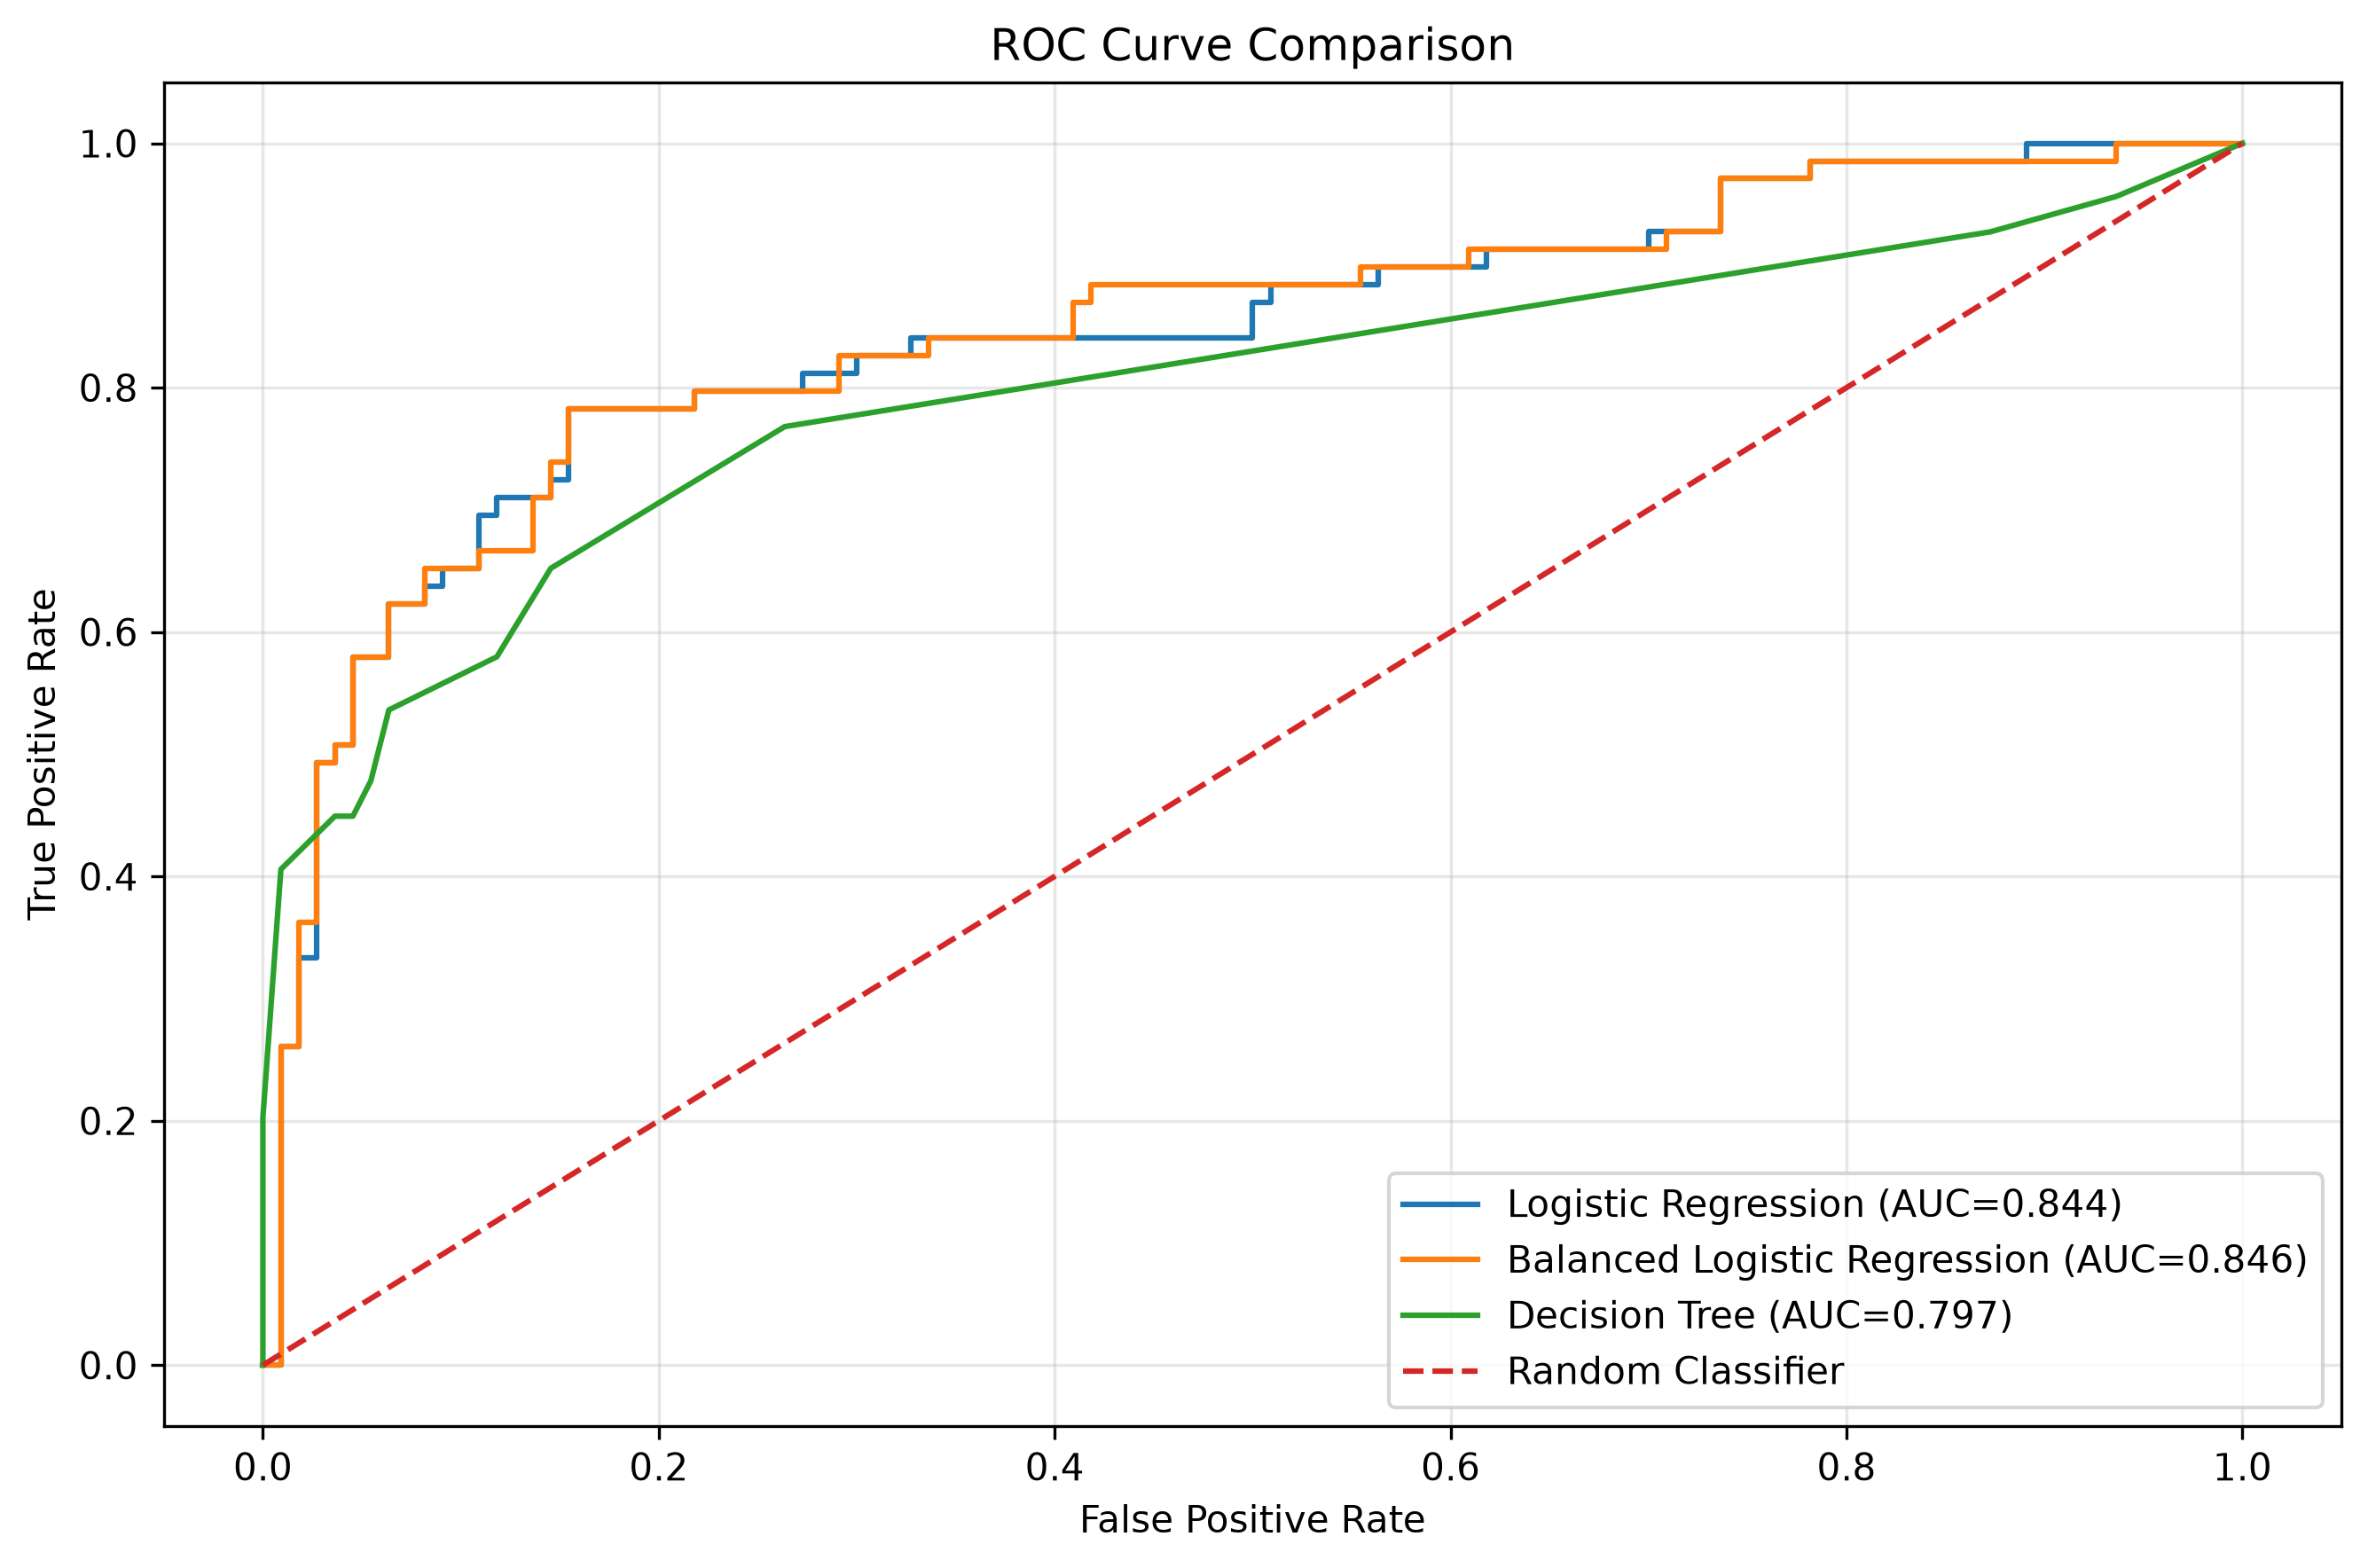 ROC Curve Comparison
True Positive Rate
1.0
0.8
0.6
0.4
0.2
0.0
Logistic Regression (AUC=0.844)
Balanced Logistic Regression (AUC=0.846)
Decision Tree (AUC=0.797)
Random Classifier
0.0 0.2 0.4 0.6 0.8 1.0
False Positive Rate